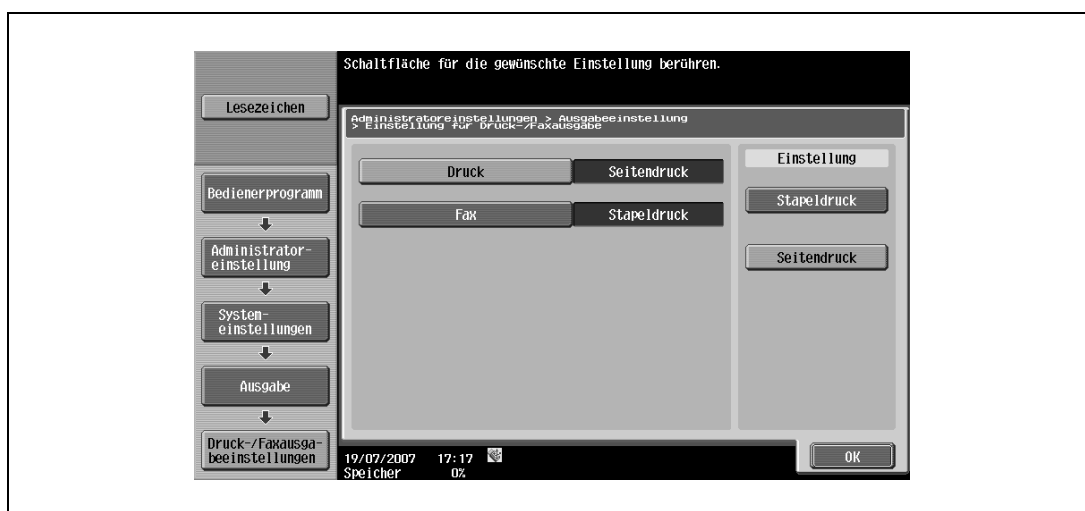 Schaltfläche für die gewünschte Einstellung berühren.
Lesezeichen
Administratoreinstellungen > Ausgabeeinstellung
> Einstellung für Druck-/Faxausgabe
Bedienerprogramm
Administrator-
einstellung
System-
einstellungen
Ausgabe
Druck-/Faxausga-
beeinstellungen
Druck
Seitendruck
Fax
Stapeldruck
Einstellung
Stapeldruck
Seitendruck
19/07/2007 17:17
Speicher 0%
OK